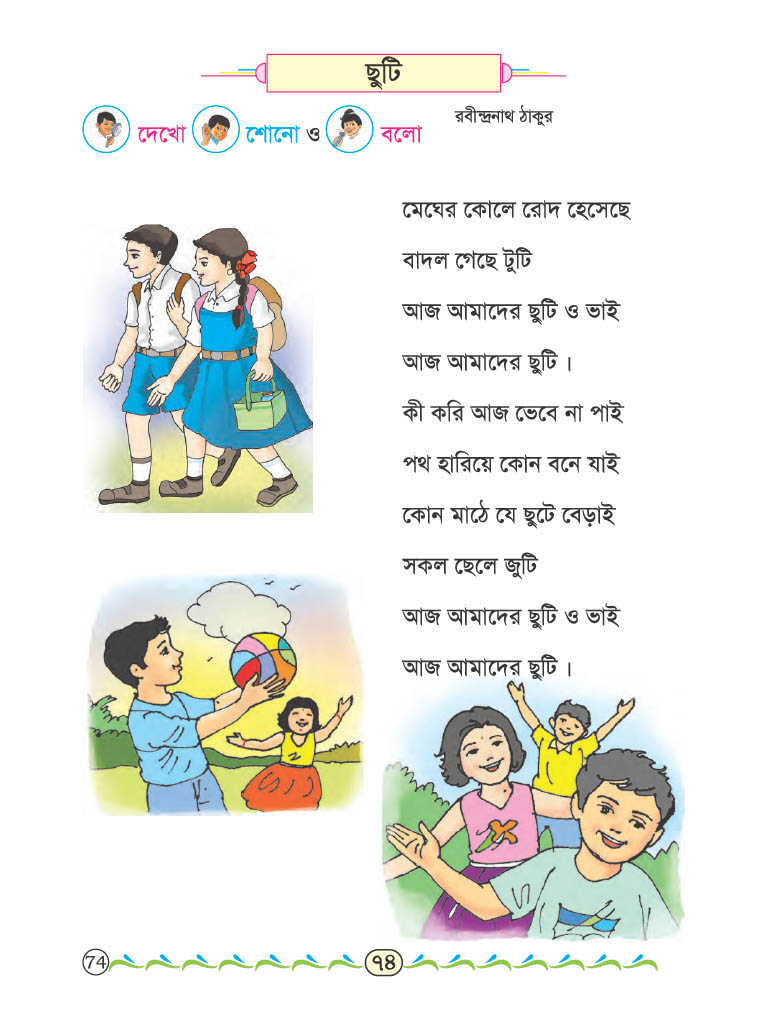 ছুটি
রবীন্দ্রনাথ ঠাকুর
দেখো শোনো ও বলো
মেঘের কোলে রোদ হেসেছে
বাদল গেছে টুটি
আজ আমাদের ছুটি ও ভাই
আজ আমাদের ছুটি ।
কী করি আজ ভেবে না পাই
পথ হারিয়ে কোন বনে যাই
কোন মাঠে যে ছুটে বেড়াই
সকল ছেলে জুটি
আজ আমাদের ছুটি ও ভাই
আজ আমাদের ছুটি ।
74 ৭৪